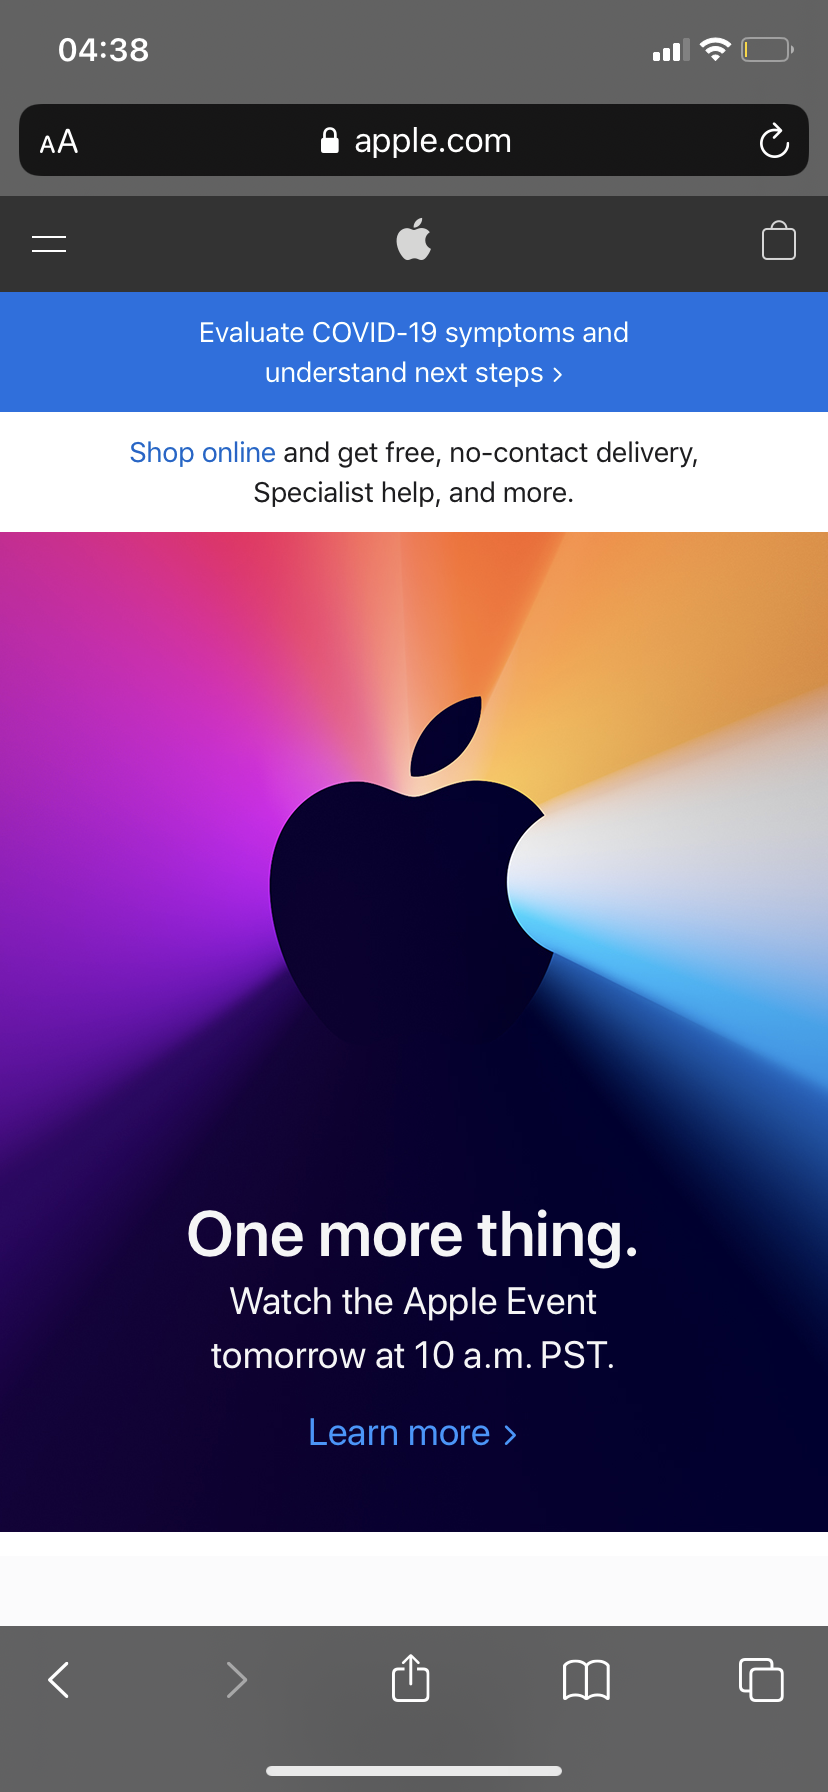 04:38
AA
apple.com
Evaluate COVID-19 symptoms and
understand next steps >
Shop online and get free, no-contact delivery,
Specialist help, and more.
One more thing.
Watch the Apple Event
tomorrow at 10 a.m. PST.
Learn more >